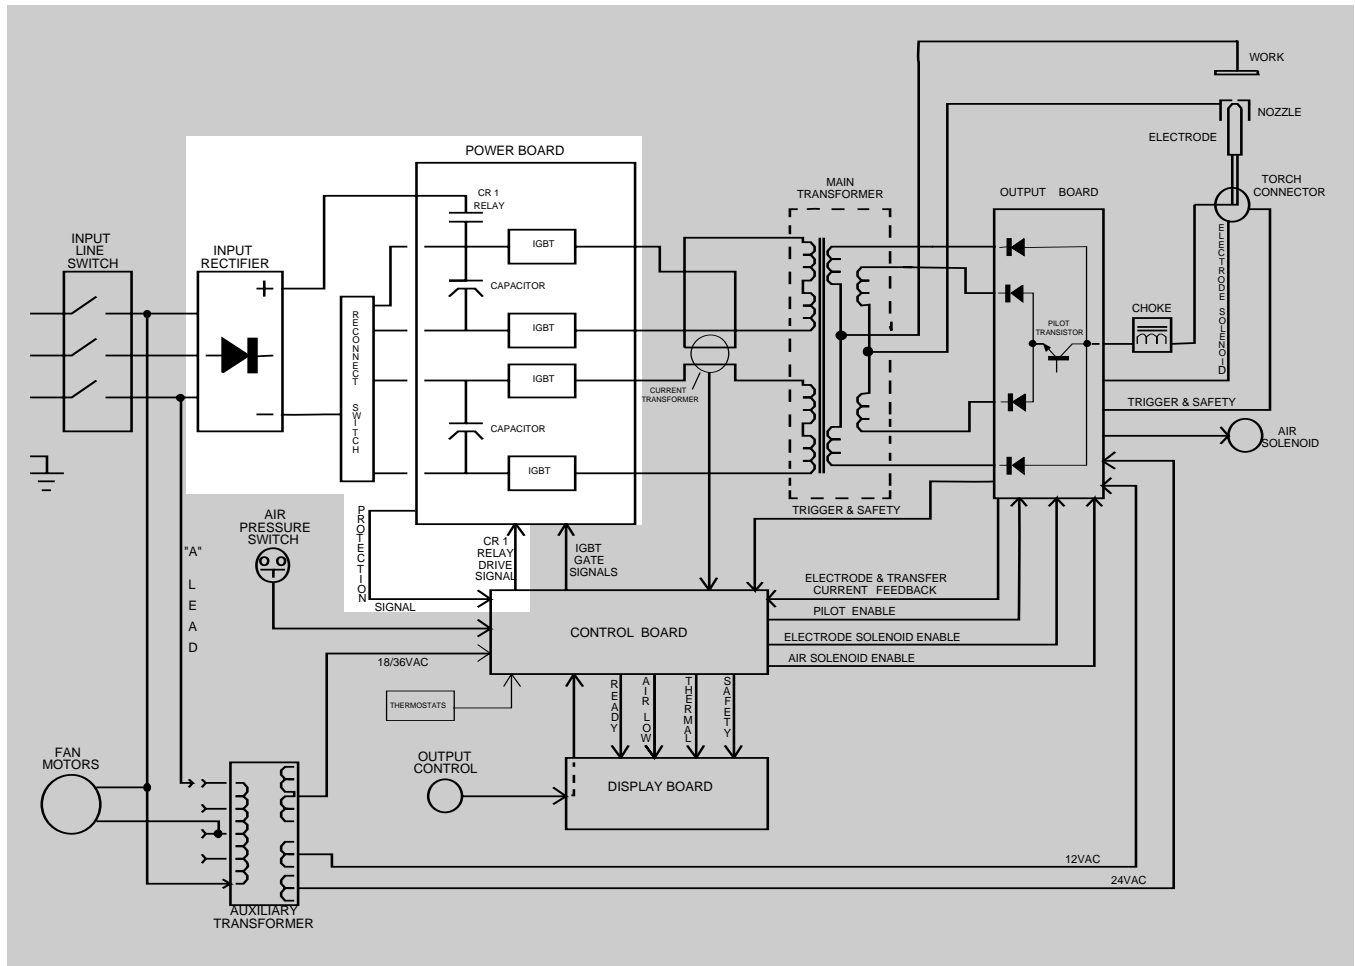 WORK
NOZZLE
ELECTRODE
POWER BOARD
MAIN
TRANSFORMER
OUTPUT BOARD
TORCH
CONNECTOR
CR 1
RELAY
INPUT
LINE
SWITCH
INPUT
RECTIFIER
+
IGBT
CAPACITOR
RECONNECT SWITCH
IGBT
ELECTRODE SOLENOID
CHOKE
PILOT
TRANSISTOR
IGBT
CURRENT
TRANSFORMER
TRIGGER & SAFETY
CAPACITOR
AIR
SOLENOID
IGBT
PROTECTION
SIGNAL
AIR
PRESSURE
SWITCH
TRIGGER & SAFETY
"A" LEAD
CR 1
RELAY
DRIVE
SIGNAL
IGBT
GATE
SIGNALS
ELECTRODE & TRANSFER
CURRENT FEEDBACK
PILOT ENABLE
CONTROL BOARD
ELECTRODE SOLENOID ENABLE
AIR SOLENOID ENABLE
18/36VAC
THERMOSTATS
READY
AIR LOW
THERMAL
SAFETY
FAN
MOTORS
OUTPUT
CONTROL
DISPLAY BOARD
12VAC
24VAC
AUXILIARY
TRANSFORMER